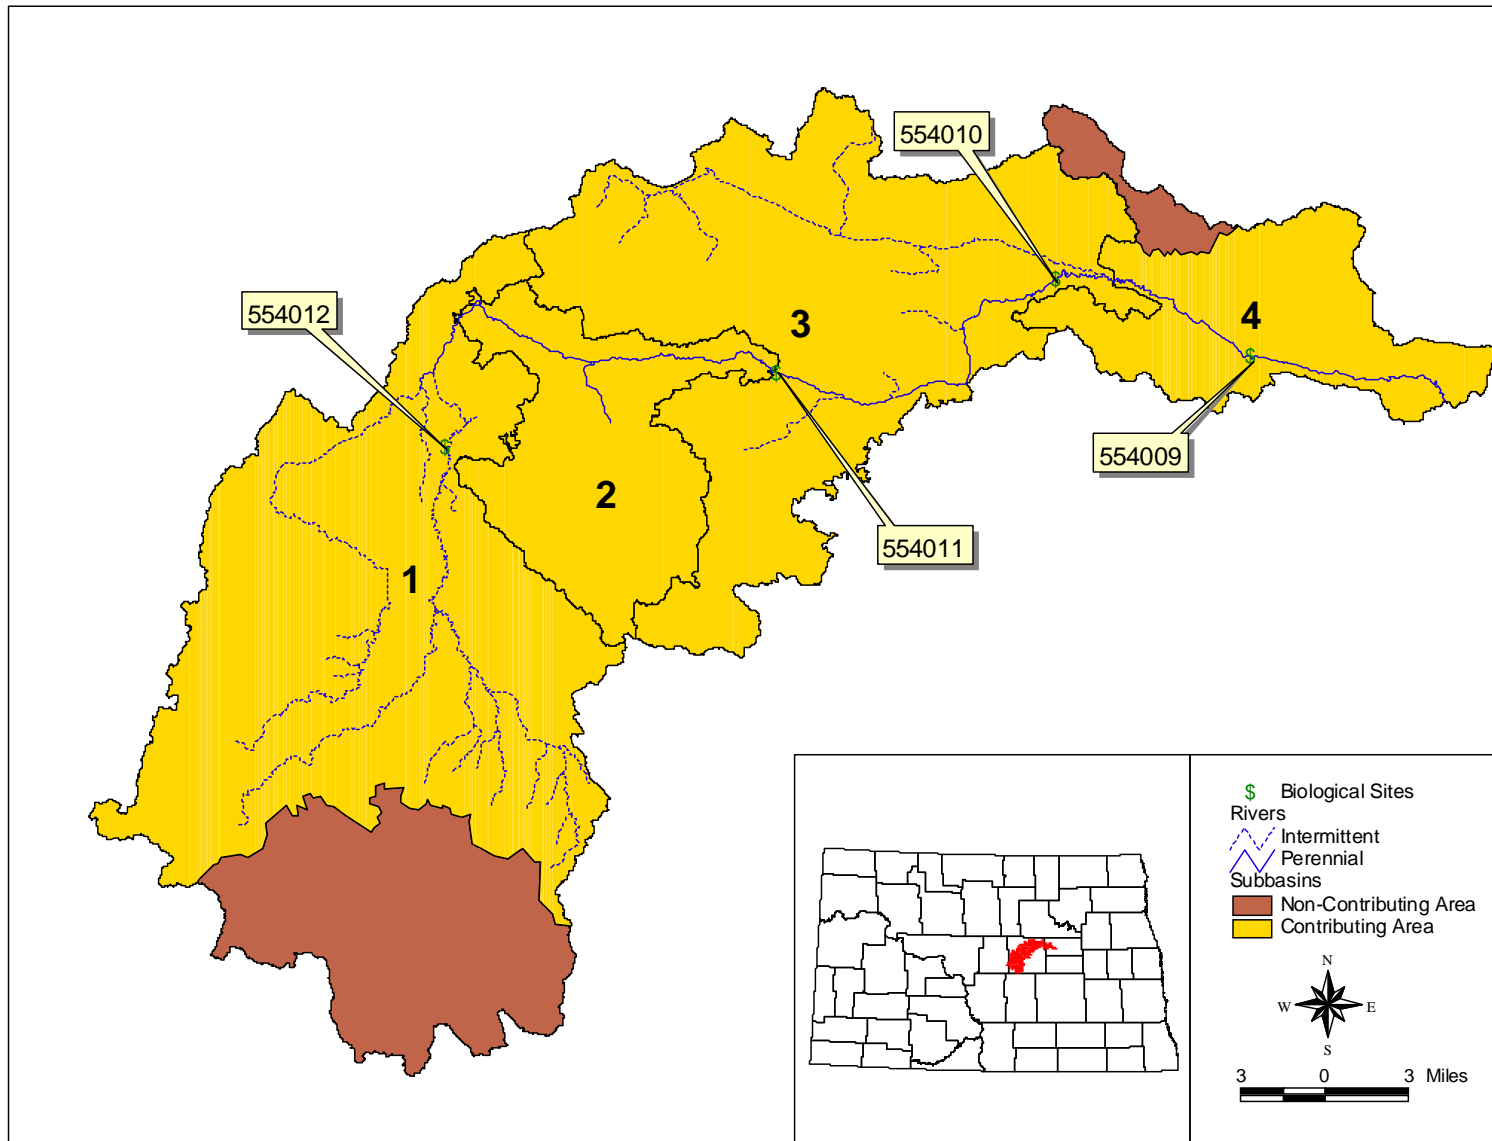 554010
554012
3
4
554009
2
554011
1
$ Biological Sites
Rivers
Intermittent
Perennial
Subbasins
Non-Contributing Area
Contributing Area
N
W E
S
3 0 3 Miles